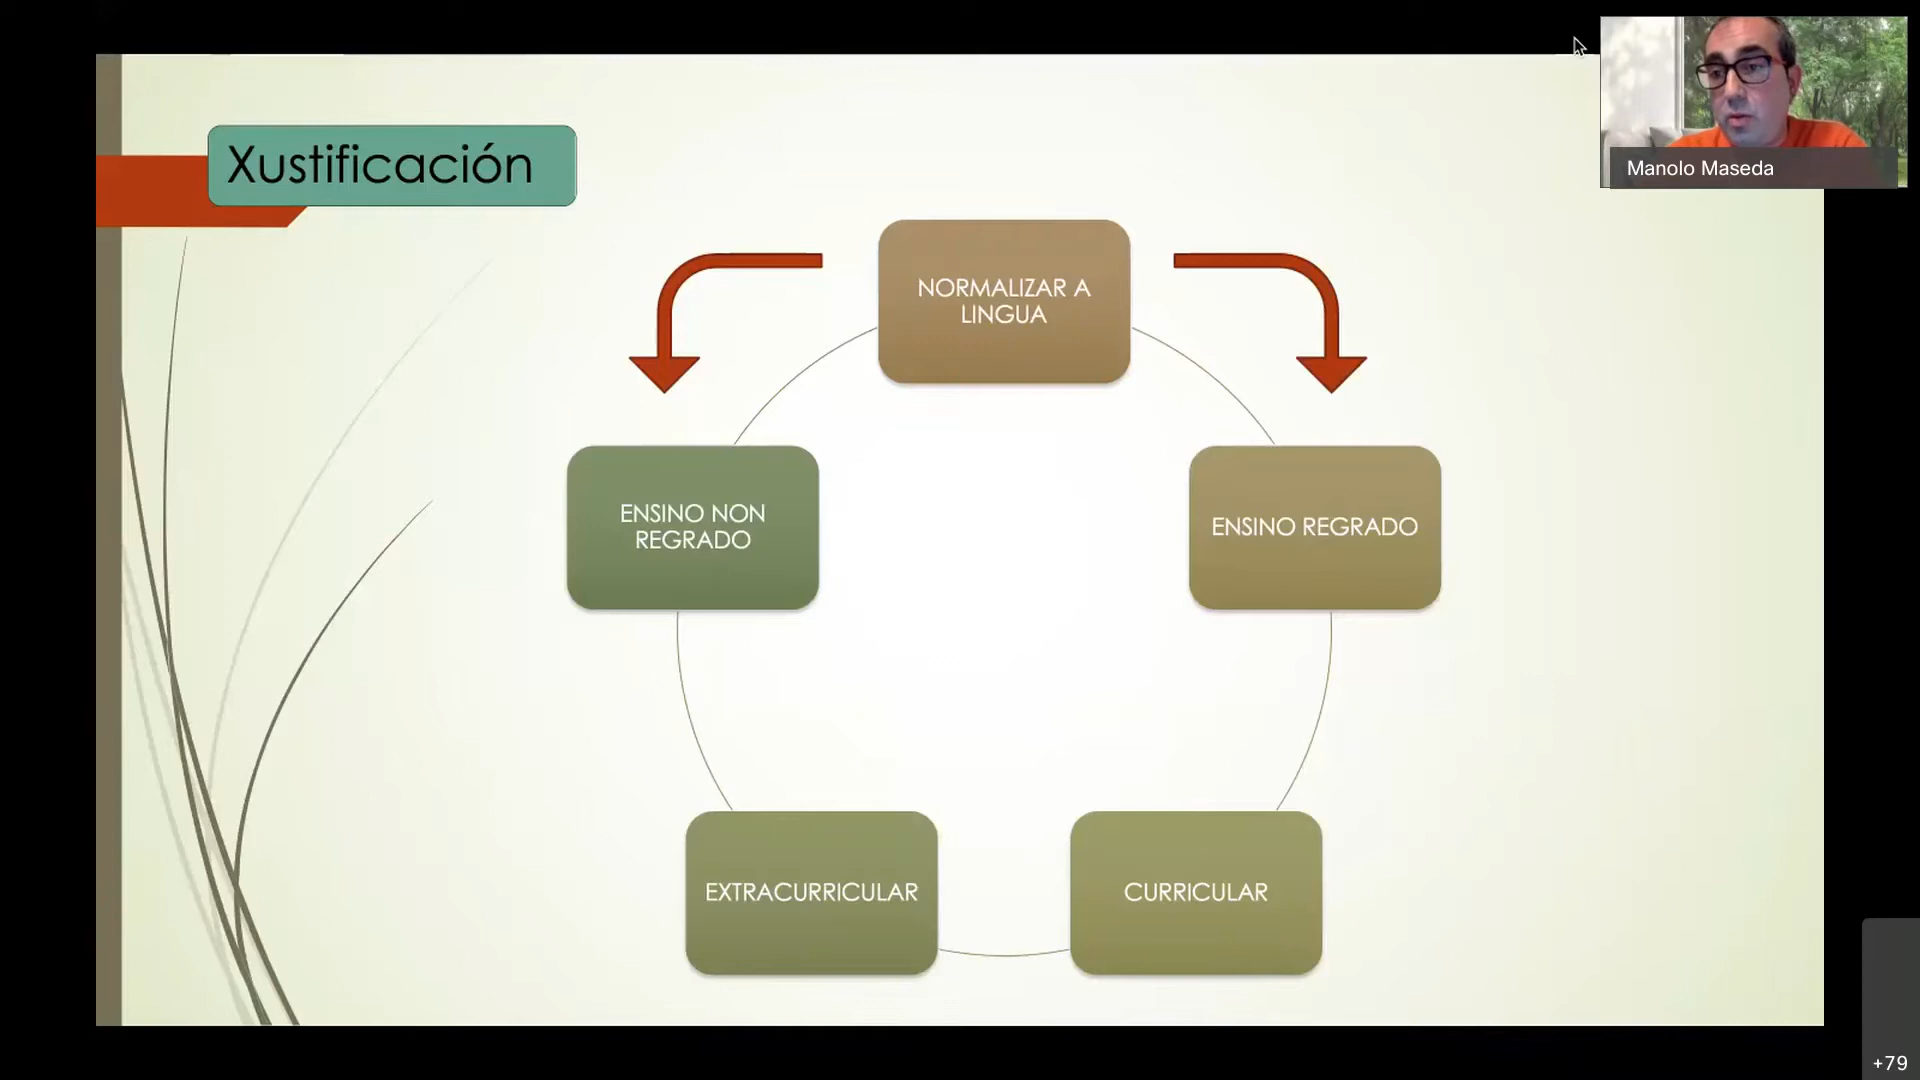 Xustificación
Manolo Maseda
NORMALIZAR A
LINGUA
ENSINO NON
REGRADO
ENSINO REGRADO
EXTRACURRICULAR
CURRICULAR
+79